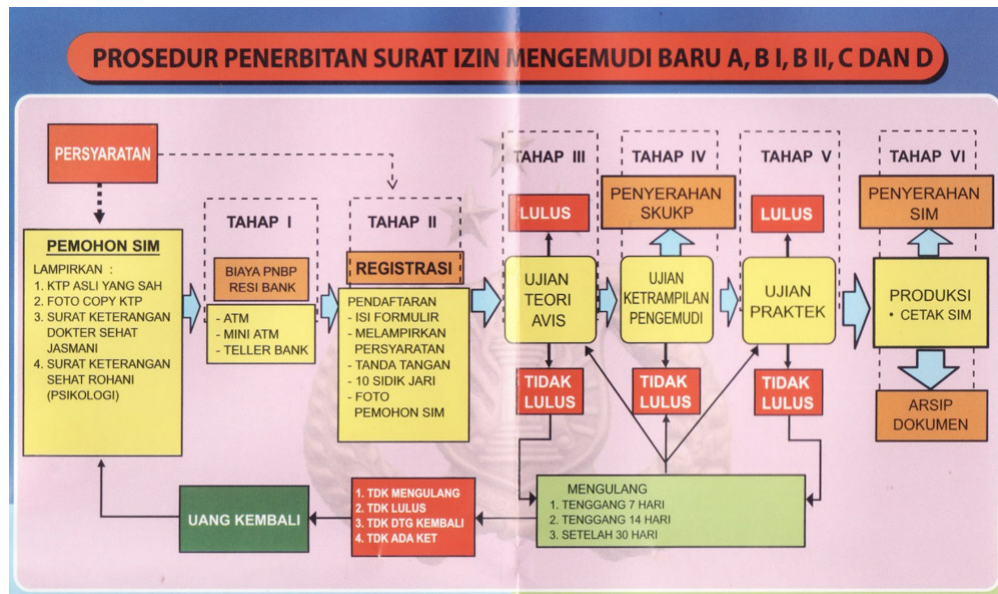 PROSEDUR PENERBITAN SURAT IZIN MENGEMUDI BARU A, B I, B II, C DAN D
PERSYARATAN
PEMOHON SIM
LAMPIRKAN :
1. KTP ASLI YANG SAH
2. FOTO COPY KTP
3. SURAT KETERANGAN
DOKTER SEHAT
JASMANI
4. SURAT KETERANGAN
SEHAT ROHANI
(PSIKOLOGI)
TAHAP I
BIAYA PNBP
RESI BANK
- ATM
- MINI ATM
- TELLER BANK
TAHAP II
REGISTRASI
PENDAFTARAN
- ISI FORMULIR
- MELAMPIRKAN
PERSYARATAN
- TANDA TANGAN
- 10 SIDIK JARI
- FOTO
PEMOHON SIM
TAHAP III
LULUS
UJIAN
TEORI
AVIS
TIDAK
LULUS
TAHAP IV
PENYERAHAN
SKUKP
UJIAN
KETRAMPILAN
PENGEMUDI
TIDAK
LULUS
TAHAP V
LULUS
UJIAN
PRAKTEK
TIDAK
LULUS
TAHAP VI
PENYERAHAN
SIM
PRODUKSI
• CETAK SIM
ARSIP
DOKUMEN
MENGULANG
1. TENGGANG 7 HARI
2. TENGGANG 14 HARI
3. SETELAH 30 HARI
1. TDK MENGULANG
2. TDK LULUS
3. TDK DTG KEMBALI
4. TDK ADA KET
UANG KEMBALI